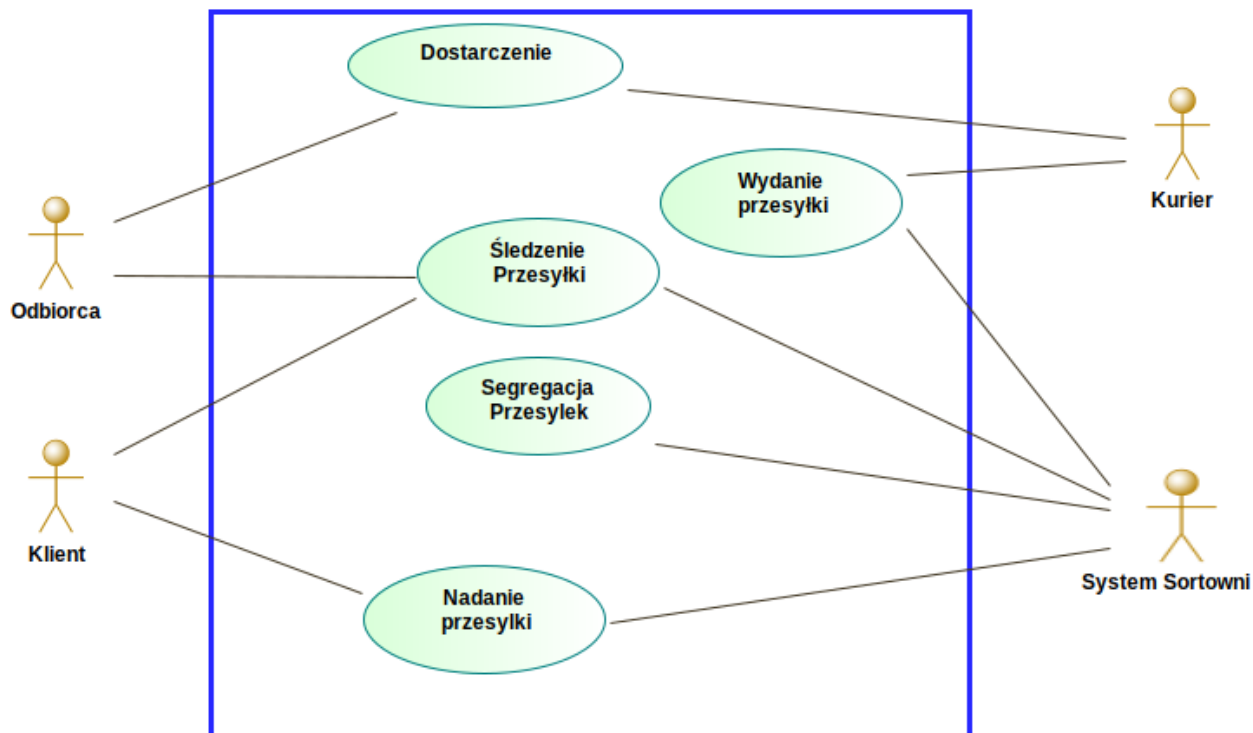 Dostarczenie
Wydanie
przesyłki
Kurier
Śledzenie
Przesyłki
Odbiorca
Segregacja
Przesylek
Klient
Nadanie
przesylki
System Sortowni